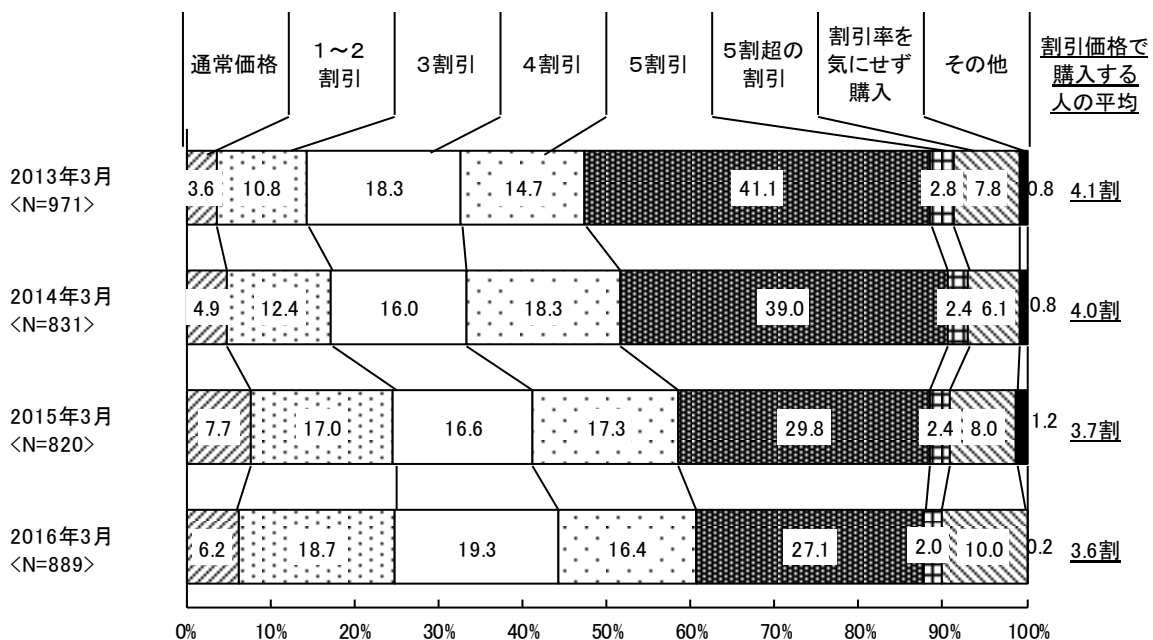 通常価格
1～2
割引
3割引
4割引
5割引
5割超の
割引
割引率を
気にせず
購入
その他
割引価格で
購入する
人の平均
2013年3月
<N=971>
3.6 10.8 18.3 14.7 41.1 2.8 7.8 0.8 4.1割
2014年3月
<N=831>
4.9 12.4 16.0 18.3 39.0 2.4 6.1 0.8 4.0割
2015年3月
<N=820>
7.7 17.0 16.6 17.3 29.8 2.4 8.0 1.2 3.7割
2016年3月
<N=889>
6.2 18.7 19.3 16.4 27.1 2.0 10.0 0.2 3.6割
0% 10% 20% 30% 40% 50% 60% 70% 80% 90% 100%